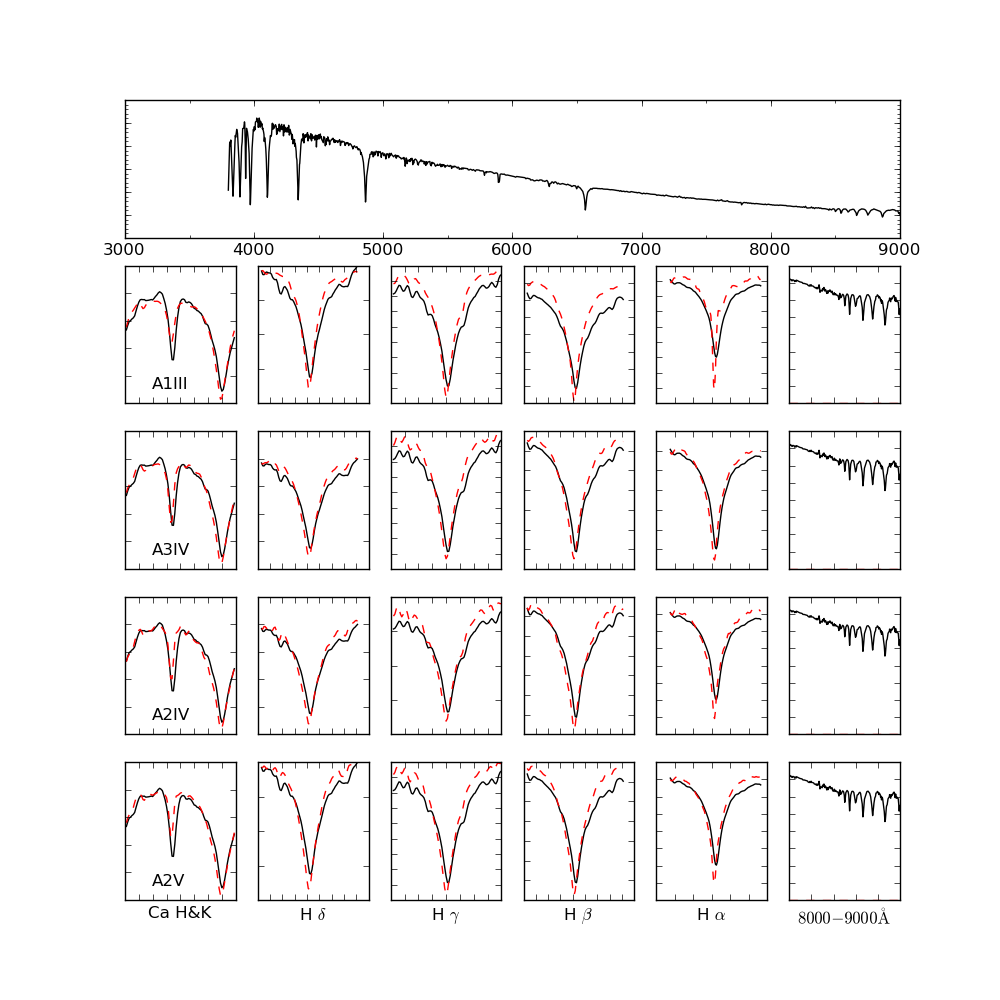 3000 4000 5000 6000 7000 8000 9000
A1III
A3IV
A2IV
A2V
Ca H&K H δ H γ H β H α 8000−9000Å